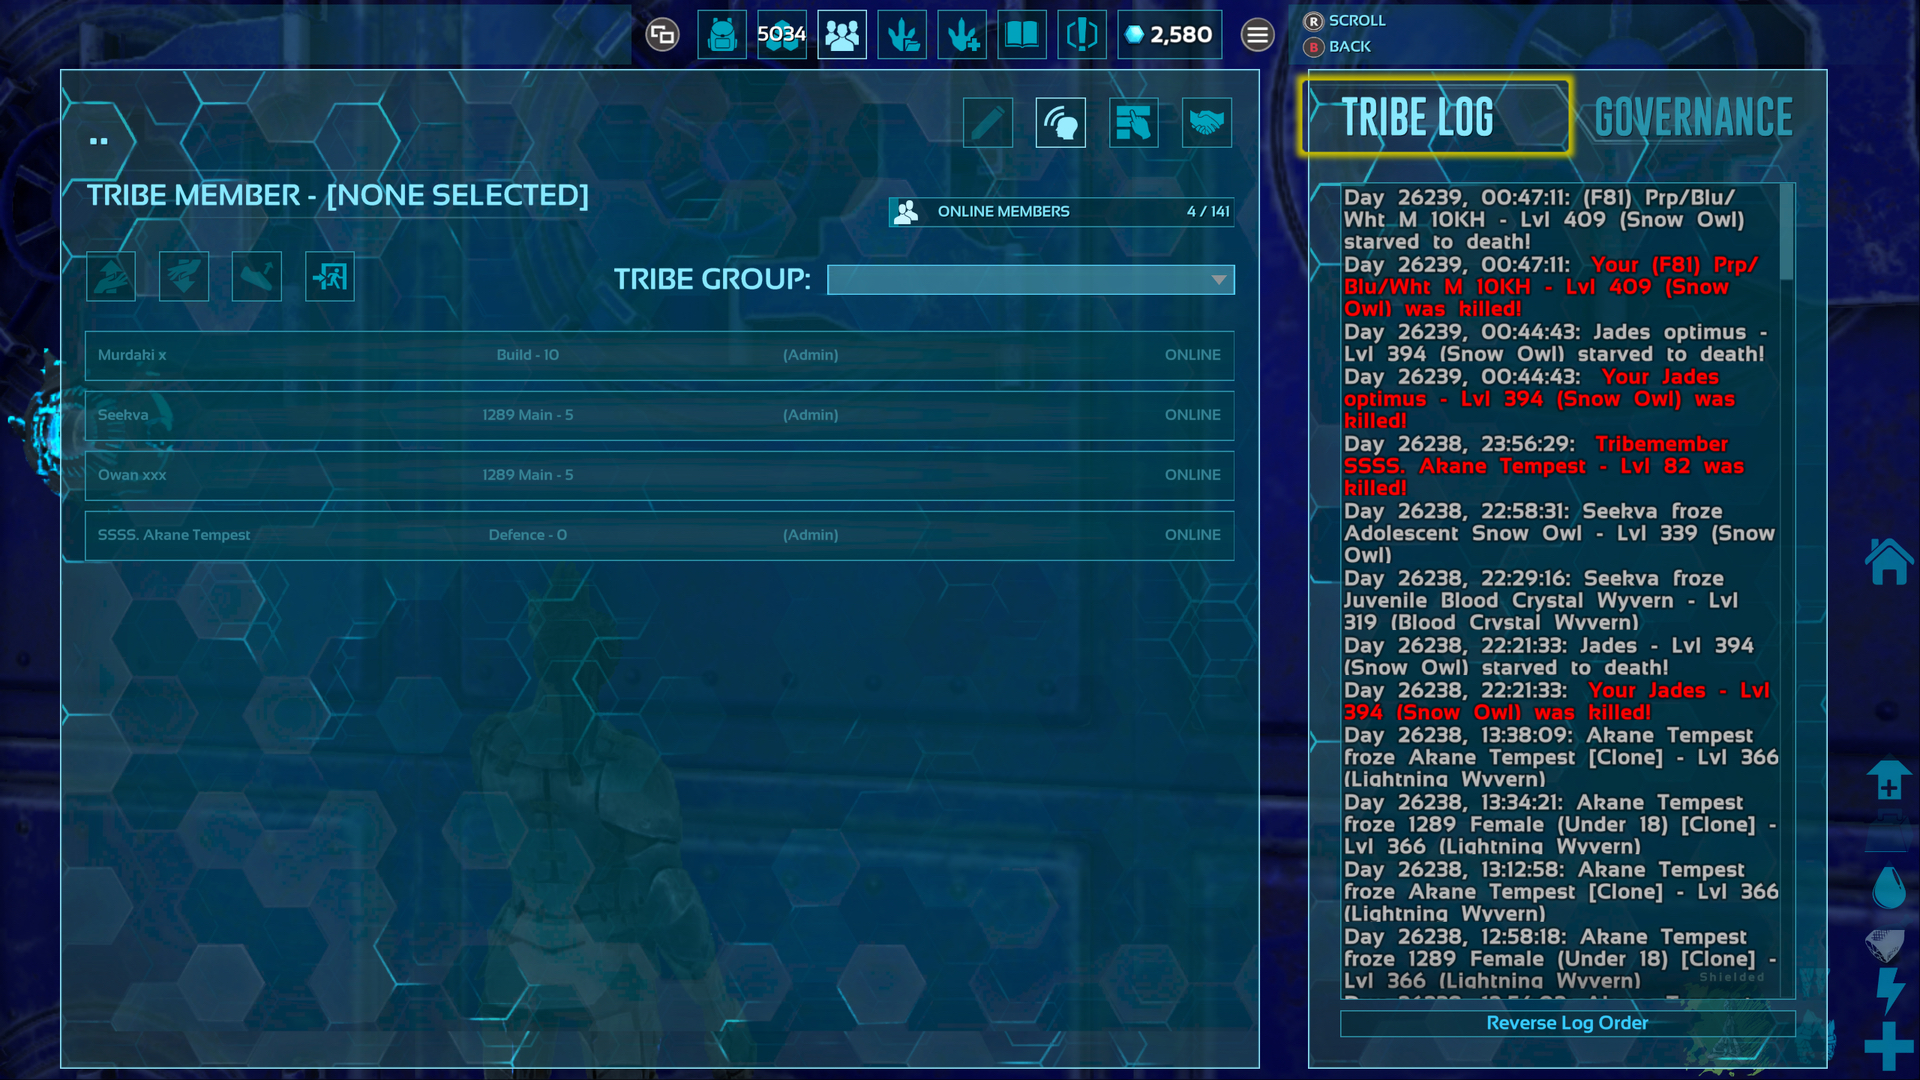 5034
2,580
R SCROLL
B BACK
TRIBE LOG
GOVERNANCE
..
TRIBE MEMBER - [NONE SELECTED]
ONLINE MEMBERS 4 / 141
TRIBE GROUP:
Murdaki x Build - 10 (Admin) ONLINE
Seekva 1289 Main - 5 (Admin) ONLINE
Owan xxx 1289 Main - 5 ONLINE
SSSS. Akane Tempest Defence - 0 (Admin) ONLINE
Day 26239, 00:47:11: (F81) Prp/Blu/
Wht M 10KH - Lvl 409 (Snow Owl)
starved to death!
Day 26239, 00:47:11: Your (F81) Prp/
Blu/Wht M 10KH - Lvl 409 (Snow
Owl) was killed!
Day 26239, 00:44:43: Jades optimus -
Lvl 394 (Snow Owl) starved to death!
Day 26239, 00:44:43: Your Jades
optimus - Lvl 394 (Snow Owl) was
killed!
Day 26238, 23:56:29: Tribemember
SSSS. Akane Tempest - Lvl 82 was
killed!
Day 26238, 22:58:31: Seekva froze
Adolescent Snow Owl - Lvl 339 (Snow
Owl)
Day 26238, 22:29:16: Seekva froze
Juvenile Blood Crystal Wyvern - Lvl
319 (Blood Crystal Wyvern)
Day 26238, 22:21:33: Jades - Lvl 394
(Snow Owl) starved to death!
Day 26238, 22:21:33: Your Jades - Lvl
394 (Snow Owl) was killed!
Day 26238, 13:38:09: Akane Tempest
froze Akane Tempest [Clone] - Lvl 366
(Lightning Wyvern)
Day 26238, 13:34:21: Akane Tempest
froze 1289 Female (Under 18) [Clone] -
Lvl 366 (Lightning Wyvern)
Day 26238, 13:12:58: Akane Tempest
froze Akane Tempest [Clone] - Lvl 366
(Lightning Wyvern)
Day 26238, 12:58:18: Akane Tempest
froze 1289 Female (Under 18) [Clone] -
Lvl 366 (Lightning Wyvern)
Shielded
Reverse Log Order